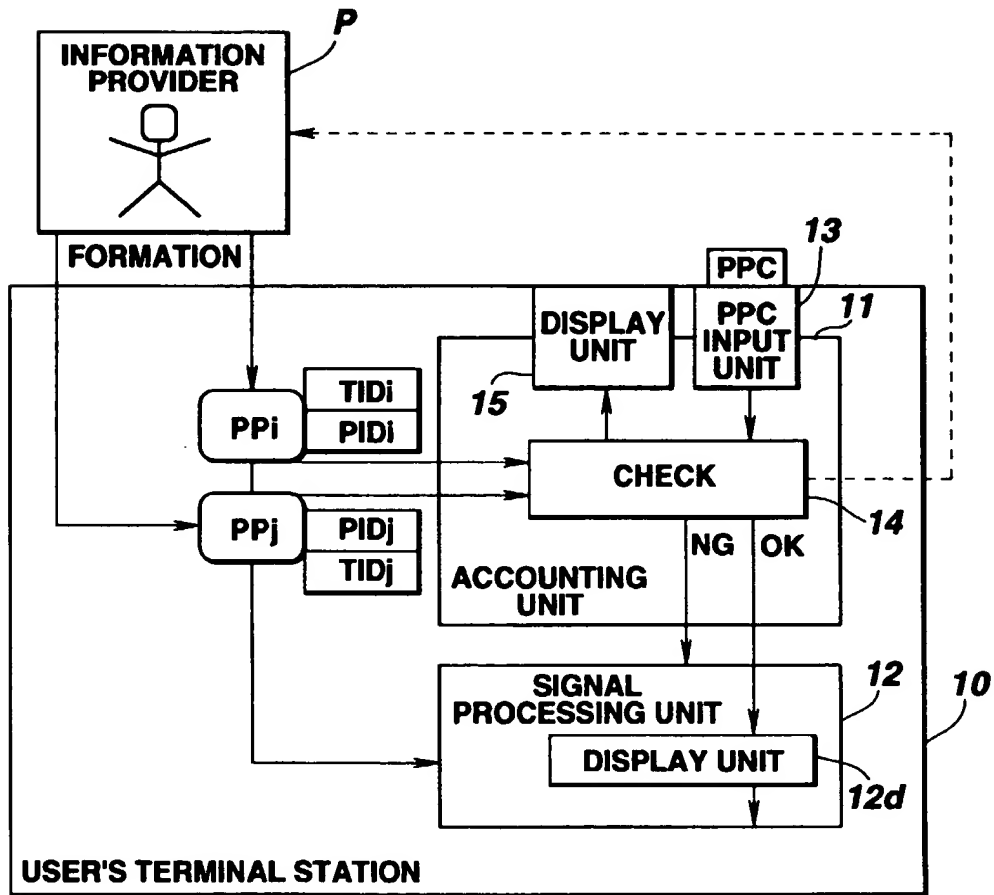 P
INFORMATION
PROVIDER
FORMATION
13
PPC
11
DISPLAY
UNIT
PPC
INPUT
UNIT
15
TIDi
PPi
PIDi
CHECK
14
PPj
PIDj
TIDj
NG
OK
ACCOUNTING
UNIT
SIGNAL
PROCESSING UNIT
12
10
DISPLAY UNIT
12d
USER'S TERMINAL STATION